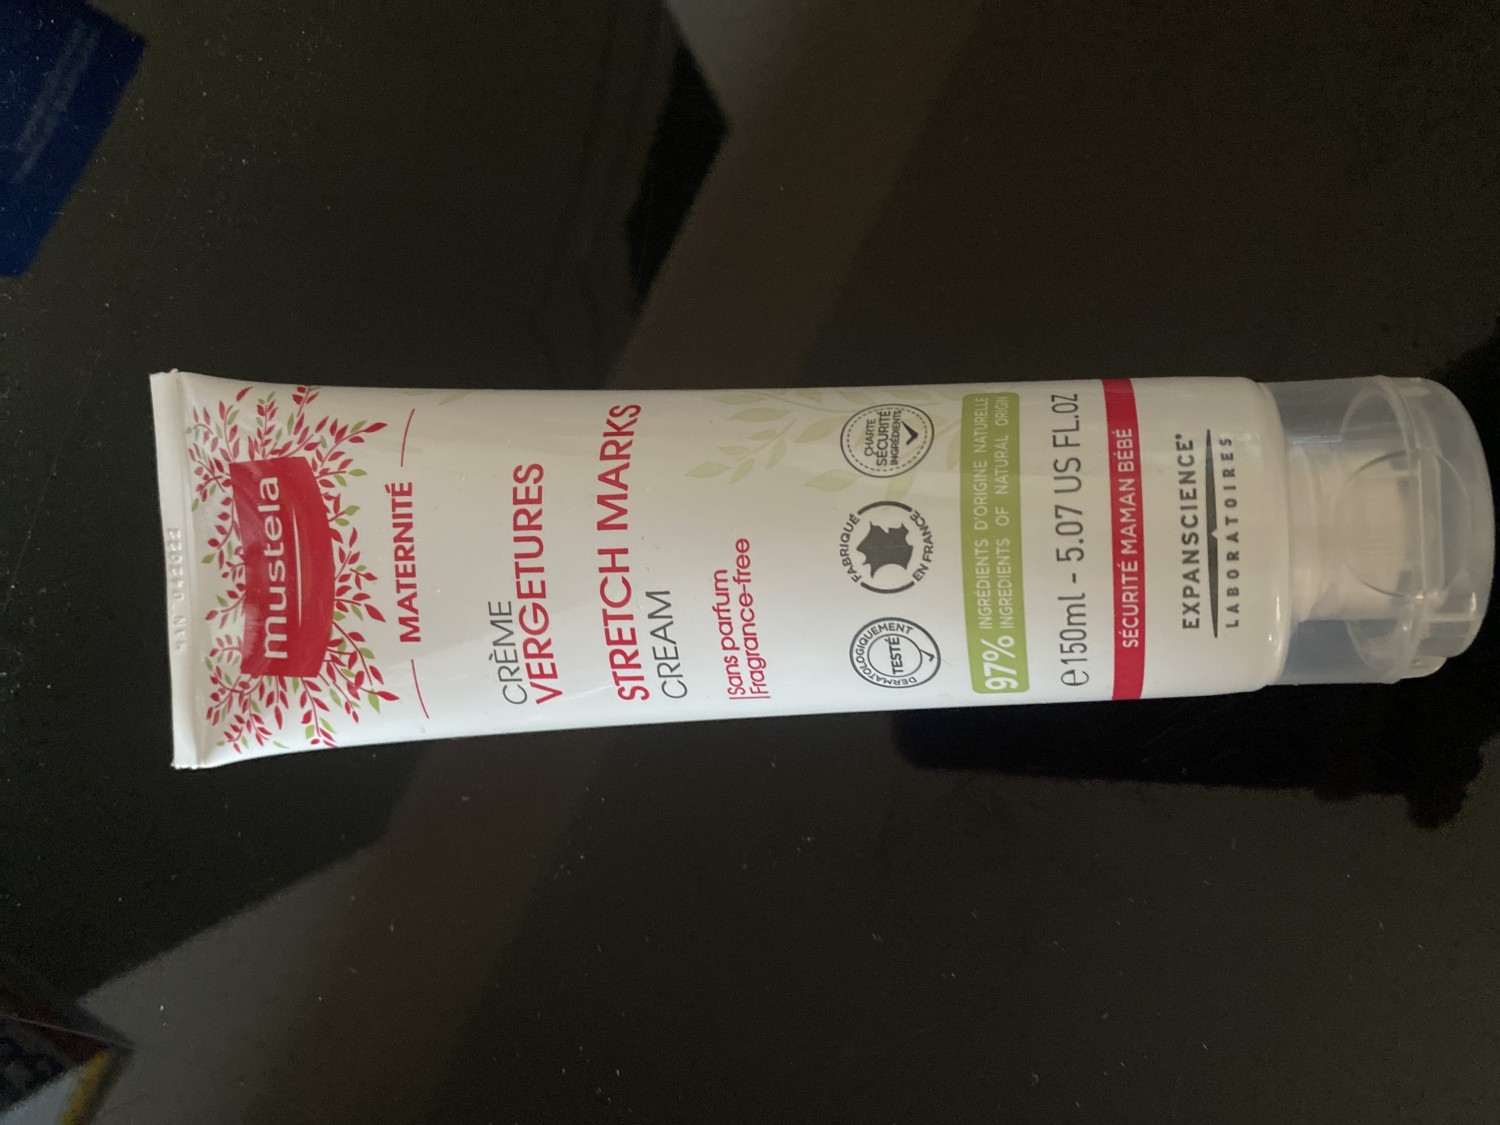 mustela
MATERNITÉ
CRÈME
VERGETURES
STRETCH MARKS
CREAM
Sans parfum
Fragrance-free
DERMATOLOGIQUEMENT
TESTÉ
FABRIQUÉ
EN FRANCE
CHARTE
SÉCURITÉ
INGRÉDIENTS
97% INGRÉDIENTS D'ORIGINE NATURELLE
INGREDIENTS OF NATURAL ORIGIN
℮150ml - 5.07 US FL.OZ
SÉCURITÉ MAMAN BÉBÉ
EXPANSCIENCE®
LABORATOIRES